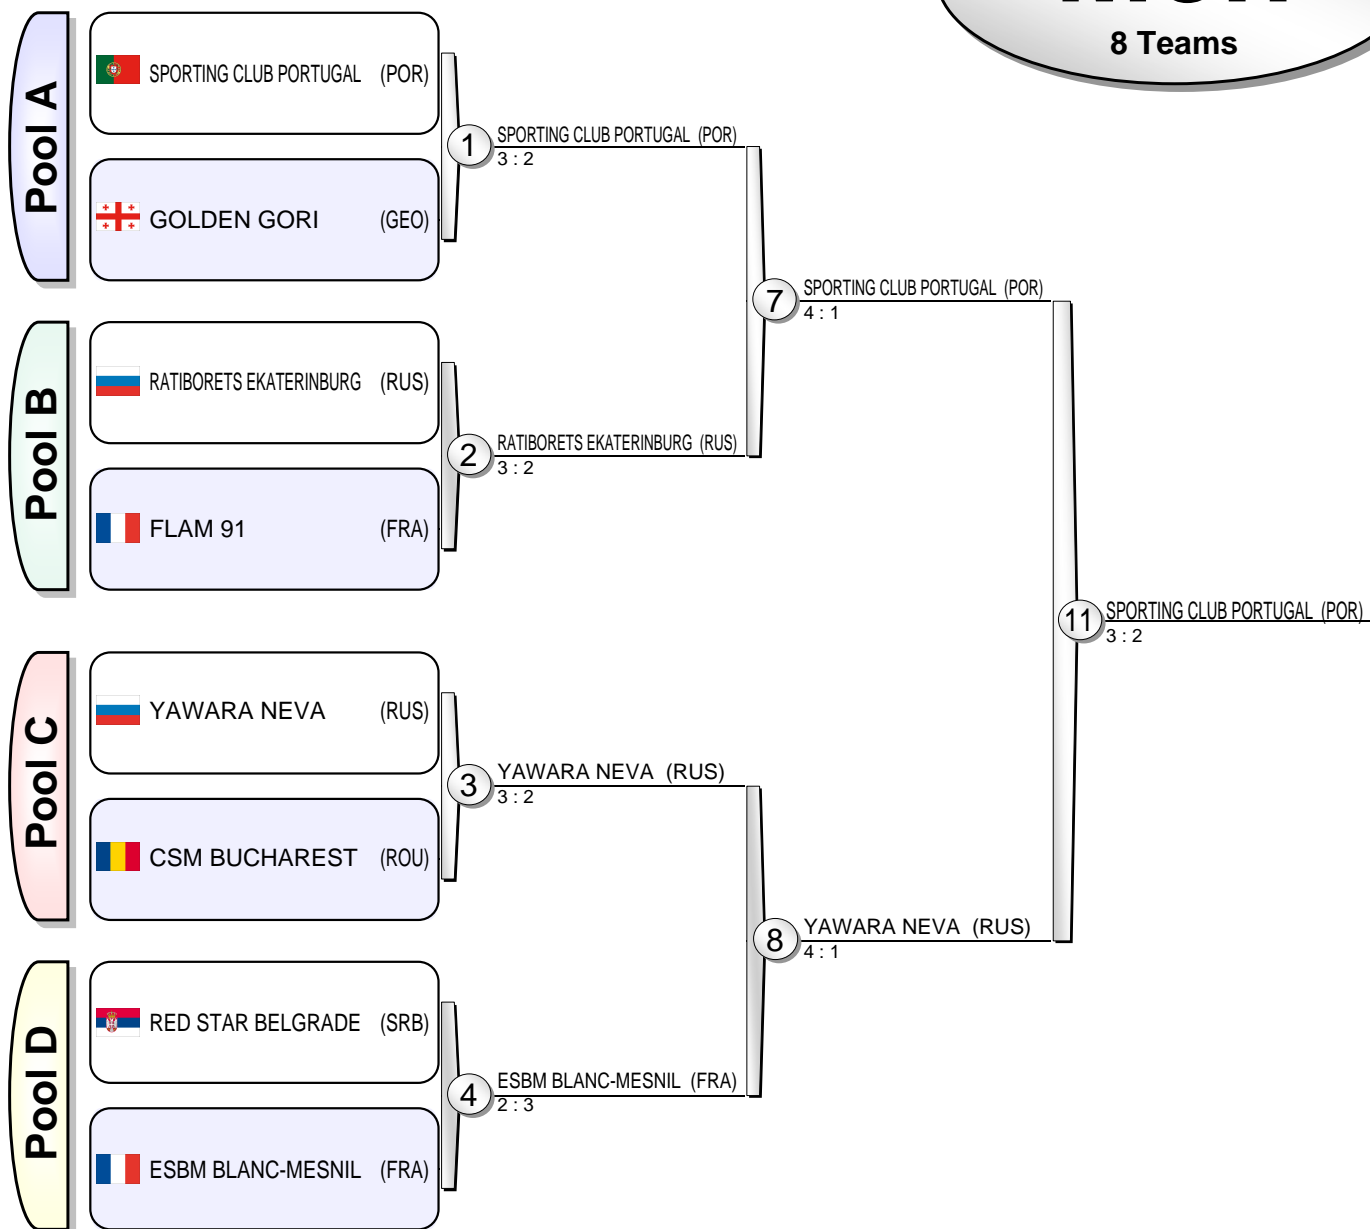 8 Teams
Pool A
SPORTING CLUB PORTUGAL (POR)
GOLDEN GORI (GEO)
1
SPORTING CLUB PORTUGAL (POR)
3 : 2
7
SPORTING CLUB PORTUGAL (POR)
4 : 1
Pool B
RATIBORETS EKATERINBURG (RUS)
FLAM 91 (FRA)
2
RATIBORETS EKATERINBURG (RUS)
3 : 2
11
SPORTING CLUB PORTUGAL (POR)
3 : 2
Pool C
YAWARA NEVA (RUS)
CSM BUCHAREST (ROU)
3
YAWARA NEVA (RUS)
3 : 2
8
YAWARA NEVA (RUS)
4 : 1
Pool D
RED STAR BELGRADE (SRB)
ESBM BLANC-MESNIL (FRA)
4
ESBM BLANC-MESNIL (FRA)
2 : 3